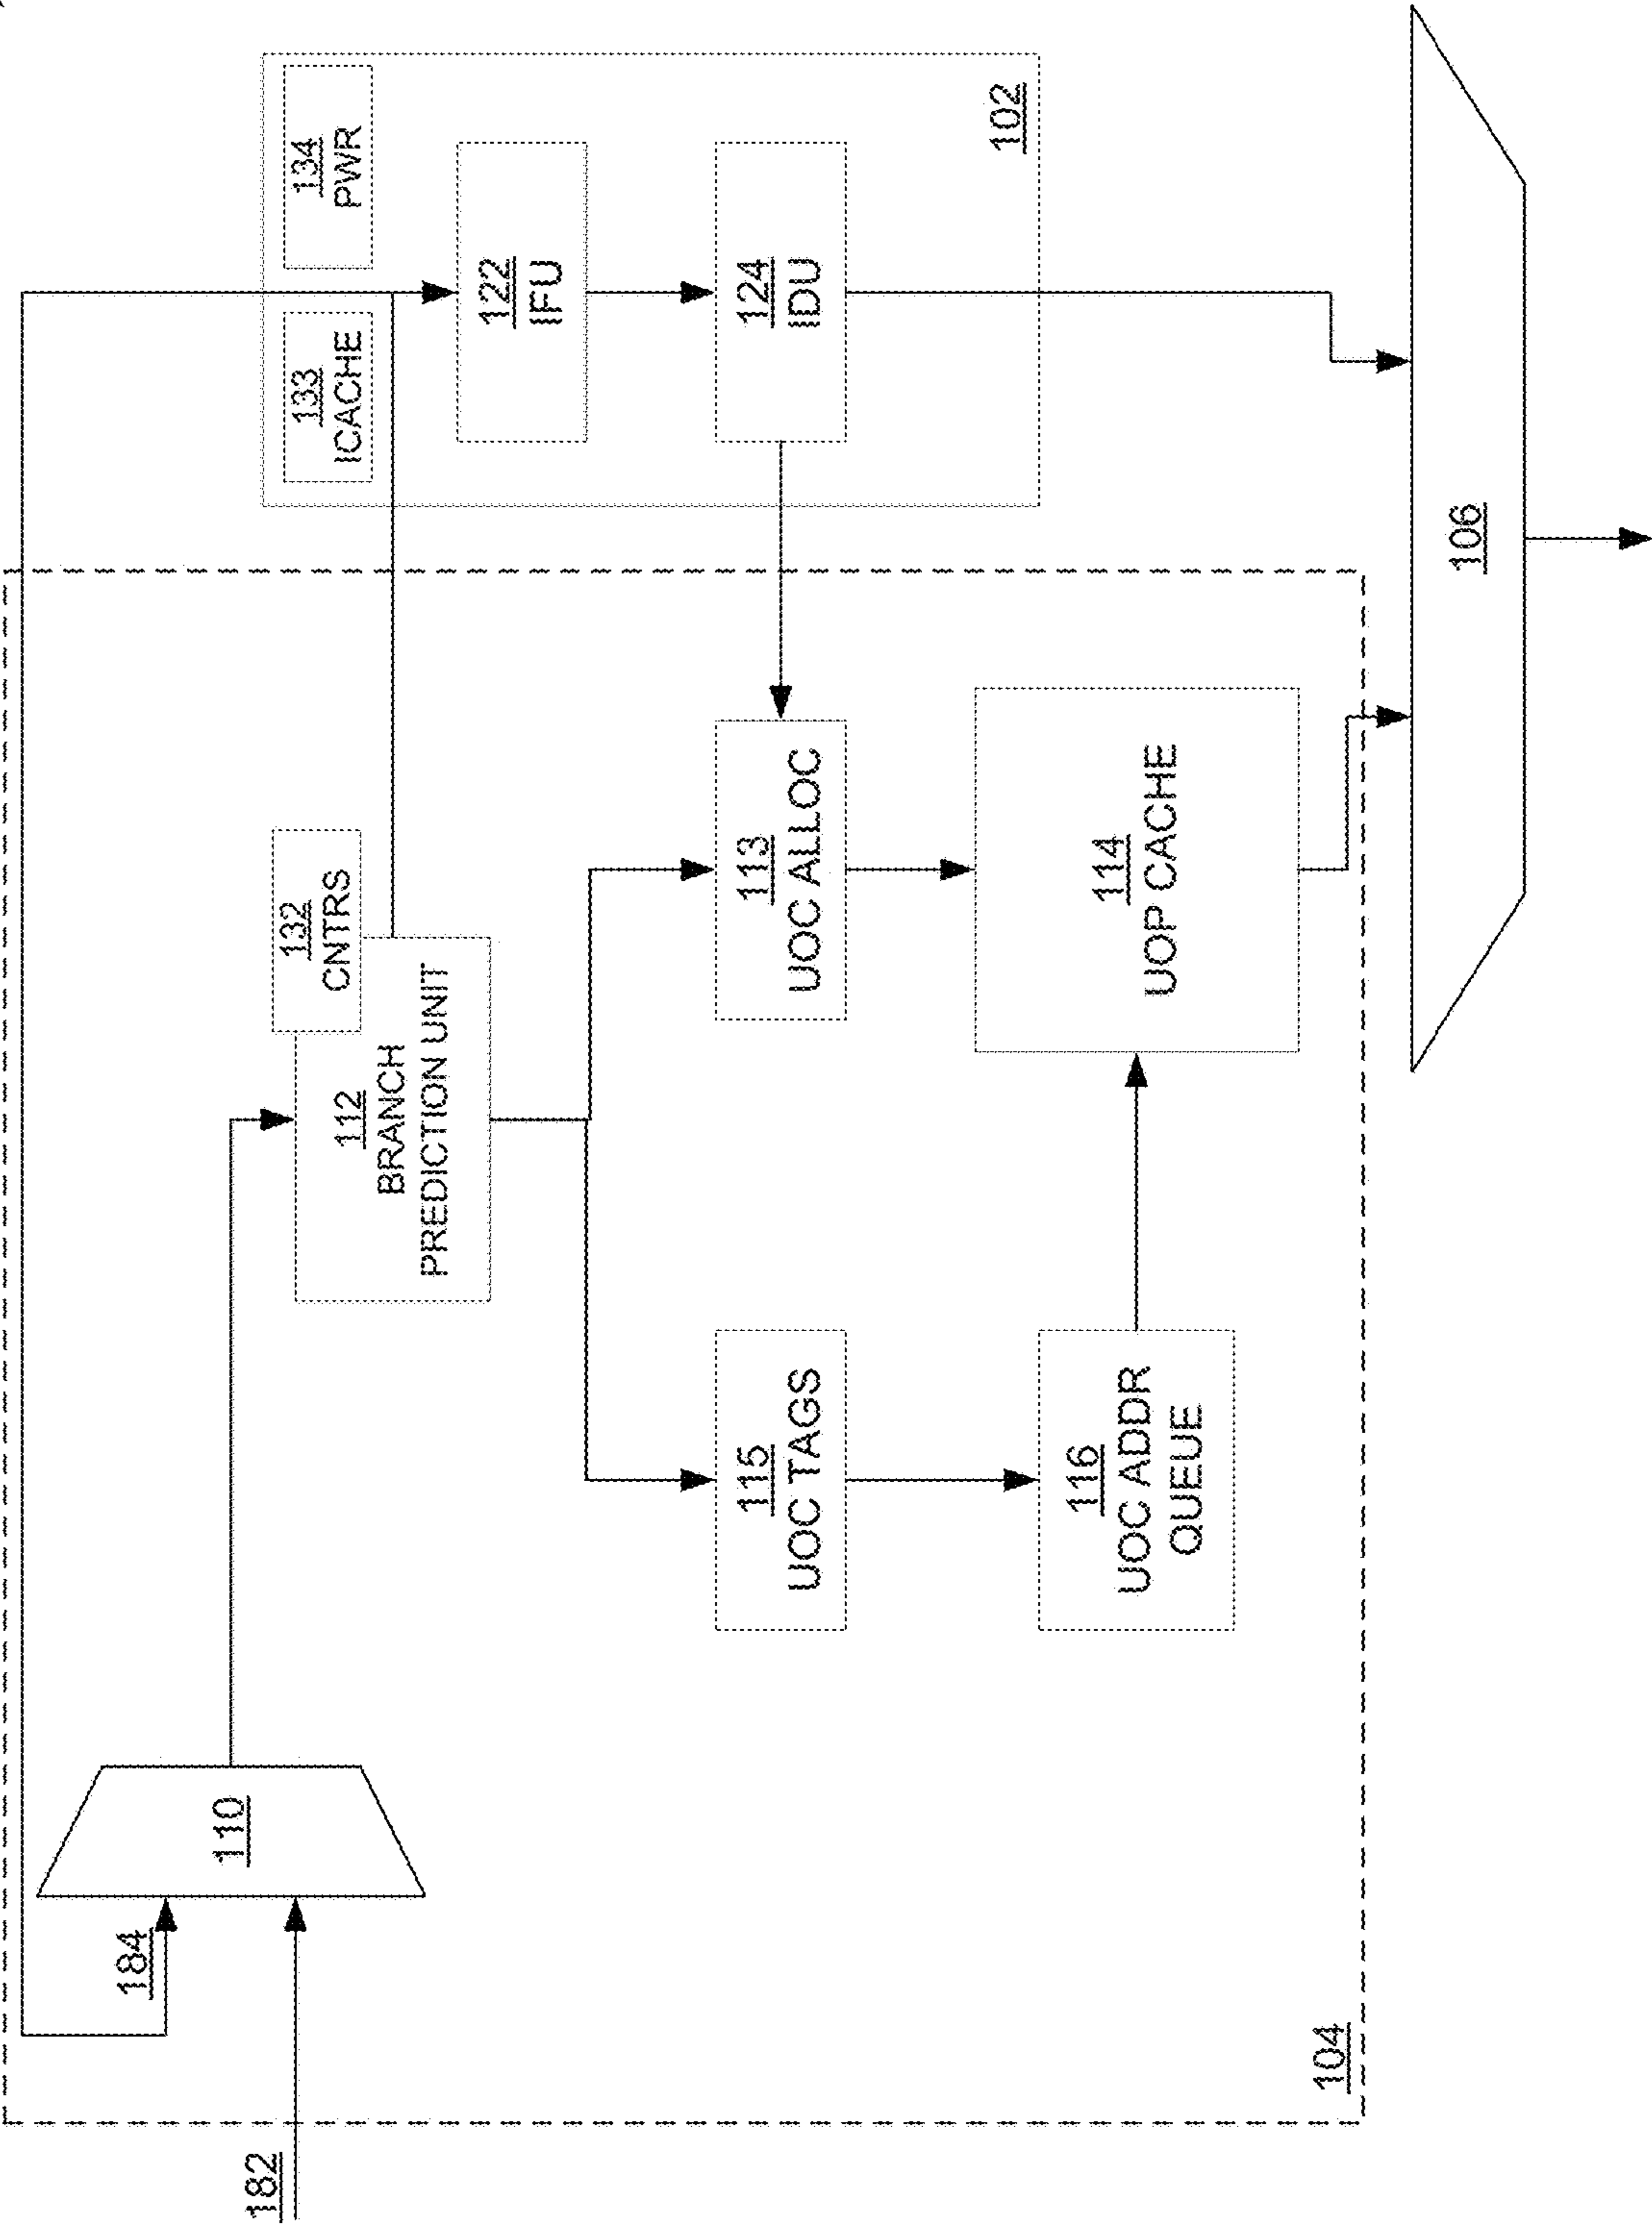 182
184
110
104
112
BRANCH
PREDICTION UNIT
132
CNTRS
133
ICACHE
134
PWR
122
IFU
124
IDU
102
115
UOC TAGS
113
UOC ALLOC
116
UOC ADDR
QUEUE
114
UOP CACHE
106